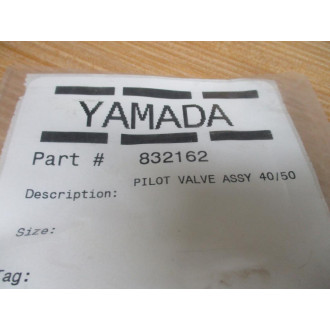 YAMADA
Part # 832162
Description: PILOT VALVE ASSY 40/50
Size:
Tag: